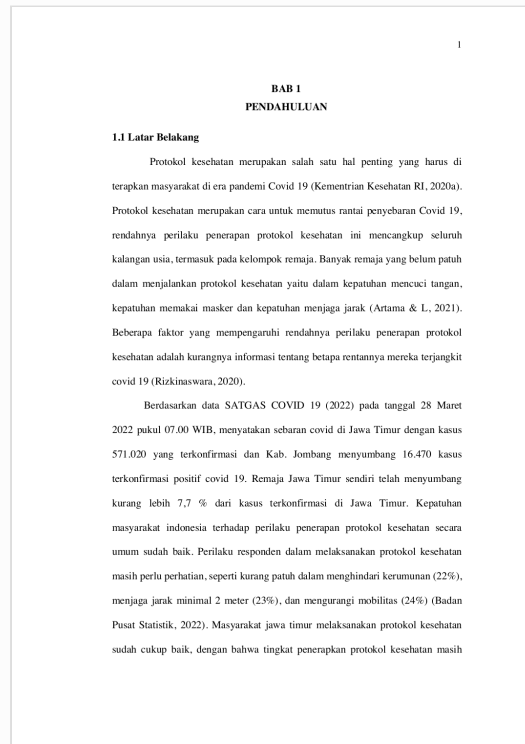 1
BAB 1
PENDAHULUAN
1.1 Latar Belakang
Protokol kesehatan merupakan salah satu hal penting yang harus di
terapkan masyarakat di era pandemi Covid 19 (Kementrian Kesehatan RI, 2020a).
Protokol kesehatan merupakan cara untuk memutus rantai penyebaran Covid 19,
rendahnya perilaku penerapan protokol kesehatan ini mencangkup seluruh
kalangan usia, termasuk pada kelompok remaja. Banyak remaja yang belum patuh
dalam menjalankan protokol kesehatan yaitu dalam kepatuhan mencuci tangan,
kepatuhan memakai masker dan kepatuhan menjaga jarak (Artama & L, 2021).
Beberapa faktor yang mempengaruhi rendahnya perilaku penerapan protokol
kesehatan adalah kurangnya informasi tentang betapa rentannya mereka terjangkit
covid 19 (Rizkinaswara, 2020).
Berdasarkan data SATGAS COVID 19 (2022) pada tanggal 28 Maret
2022 pukul 07.00 WIB, menyatakan sebaran covid di Jawa Timur dengan kasus
571.020 yang terkonfirmasi dan Kab. Jombang menyumbang 16.470 kasus
terkonfirmasi positif covid 19. Remaja Jawa Timur sendiri telah menyumbang
kurang lebih 7,7 % dari kasus terkonfirmasi di Jawa Timur. Kepatuhan
masyarakat indonesia terhadap perilaku penerapan protokol kesehatan secara
umum sudah baik. Perilaku responden dalam melaksanakan protokol kesehatan
masih perlu perhatian, seperti kurang patuh dalam menghindari kerumunan (22%),
menjaga jarak minimal 2 meter (23%), dan mengurangi mobilitas (24%) (Badan
Pusat Statistik, 2022). Masyarakat jawa timur melaksanakan protokol kesehatan
sudah cukup baik, dengan bahwa tingkat penerapkan protokol kesehatan masih